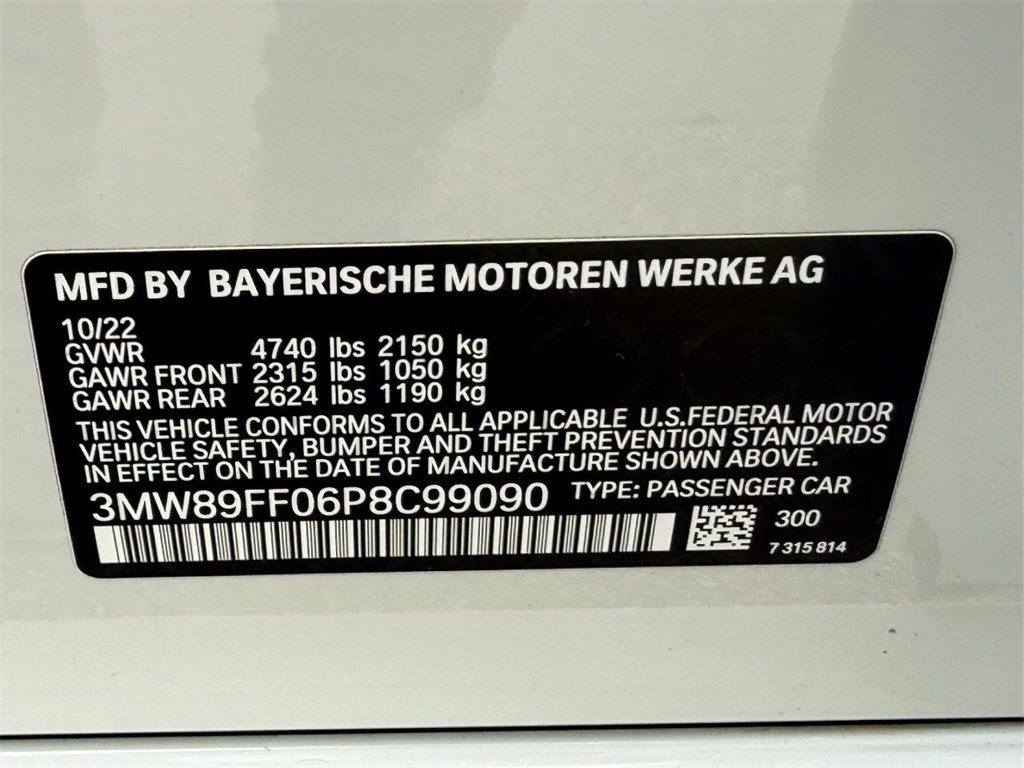 MFD BY BAYERISCHE MOTOREN WERKE AG
10/22
GVWR 4740 lbs 2150 kg
GAWR FRONT 2315 lbs 1050 kg
GAWR REAR 2624 lbs 1190 kg
THIS VEHICLE CONFORMS TO ALL APPLICABLE U.S.FEDERAL MOTOR
VEHICLE SAFETY, BUMPER AND THEFT PREVENTION STANDARDS
IN EFFECT ON THE DATE OF MANUFACTURE SHOWN ABOVE.
3MW89FF06P8C99090 TYPE: PASSENGER CAR
300
7 315 814